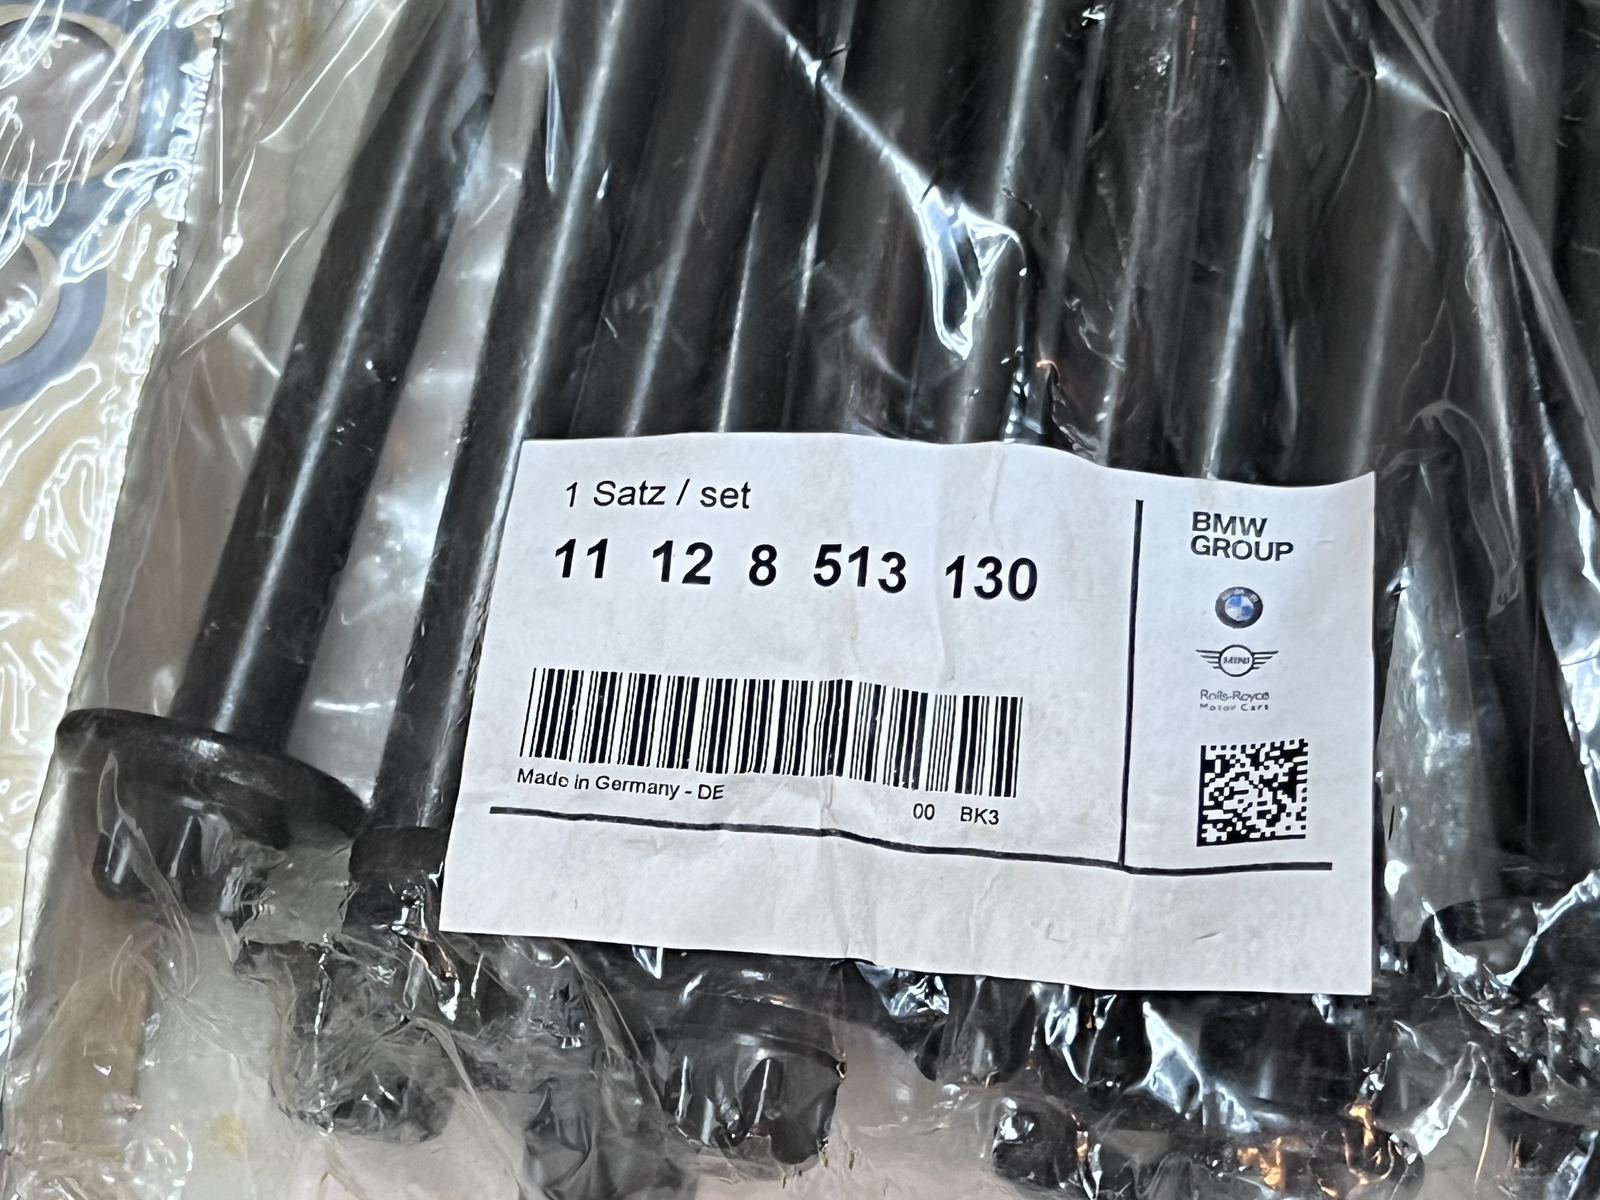 1 Satz / set
11 12 8 513 130
Made in Germany - DE
00 BK3
BMW
GROUP
MINI
Rolls-Royce
Motor Cars